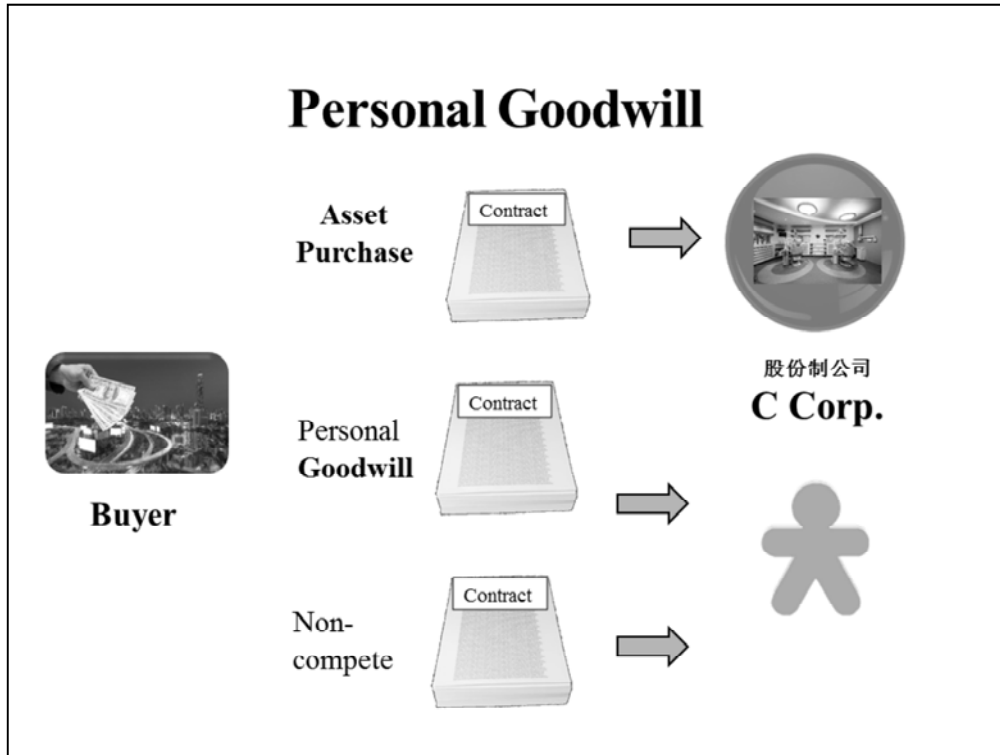 Personal Goodwill
Asset
Purchase
Contract
股份制公司
C Corp.
Buyer
Personal
Goodwill
Contract
Non-
compete
Contract